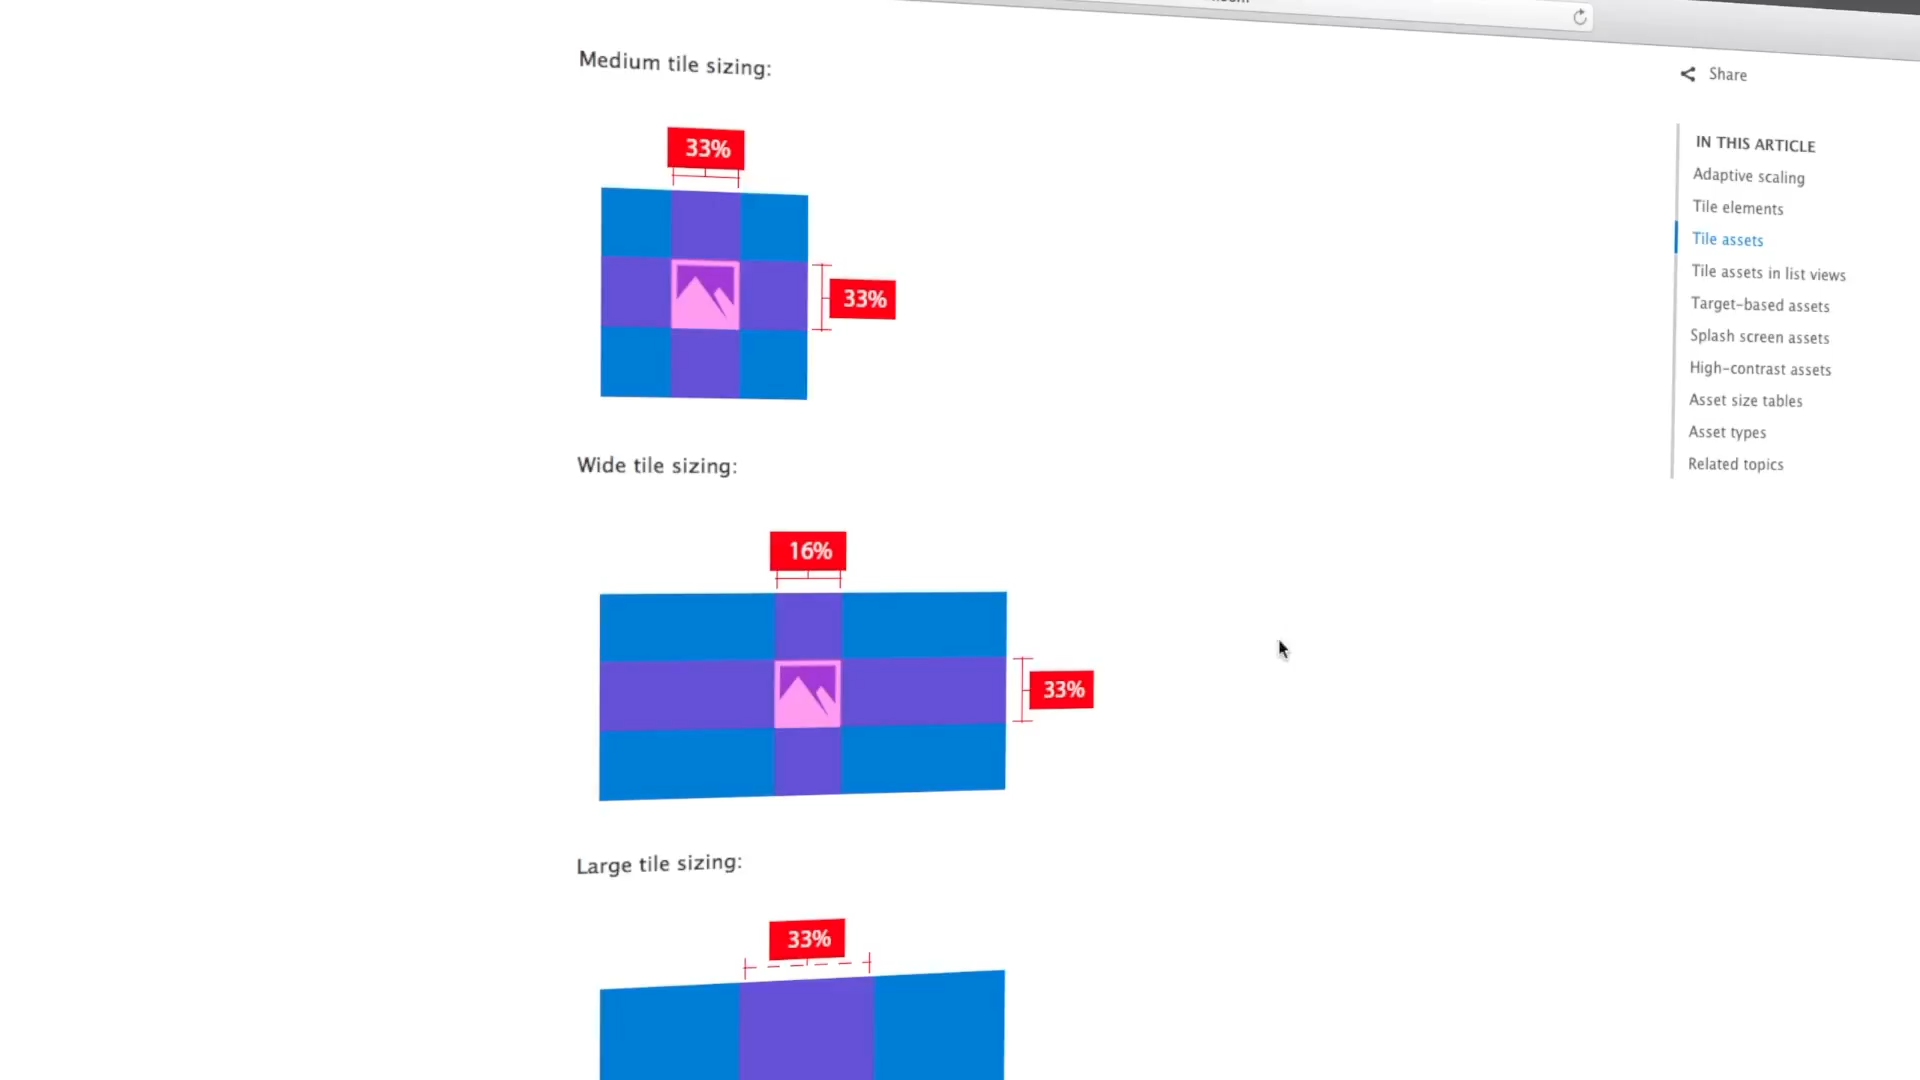 Medium tile sizing:
33%
33%
Wide tile sizing:
16%
33%
Large tile sizing:
33%
Share
IN THIS ARTICLE
Adaptive scaling
Tile elements
Tile assets
Tile assets in list views
Target-based assets
Splash screen assets
High-contrast assets
Asset size tables
Asset types
Related topics